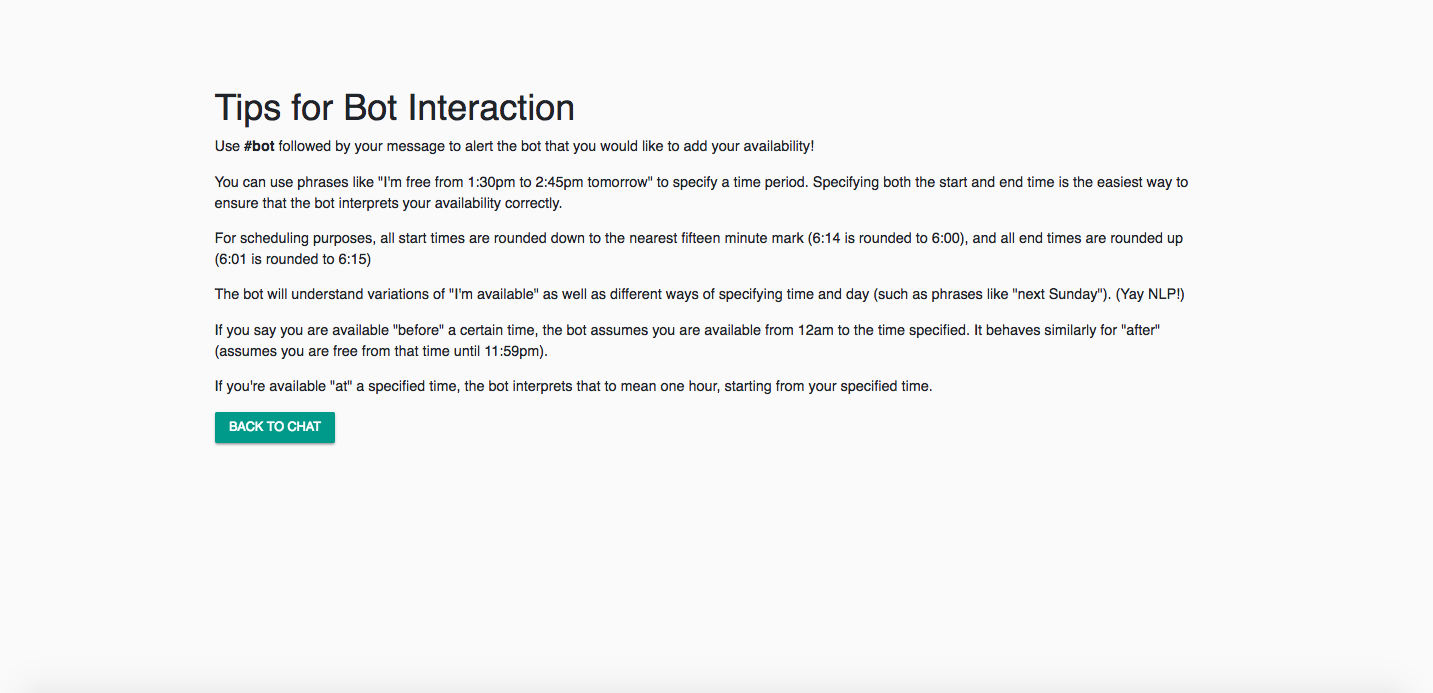 Tips for Bot Interaction
Use #bot followed by your message to alert the bot that you would like to add your availability!
You can use phrases like "I'm free from 1:30pm to 2:45pm tomorrow" to specify a time period. Specifying both the start and end time is the easiest way to
ensure that the bot interprets your availability correctly.
For scheduling purposes, all start times are rounded down to the nearest fifteen minute mark (6:14 is rounded to 6:00), and all end times are rounded up
(6:01 is rounded to 6:15)
The bot will understand variations of "I'm available" as well as different ways of specifying time and day (such as phrases like "next Sunday"). (Yay NLP!)
If you say you are available "before" a certain time, the bot assumes you are available from 12am to the time specified. It behaves similarly for "after"
(assumes you are free from that time until 11:59pm).
If you're available "at" a specified time, the bot interprets that to mean one hour, starting from your specified time.
BACK TO CHAT